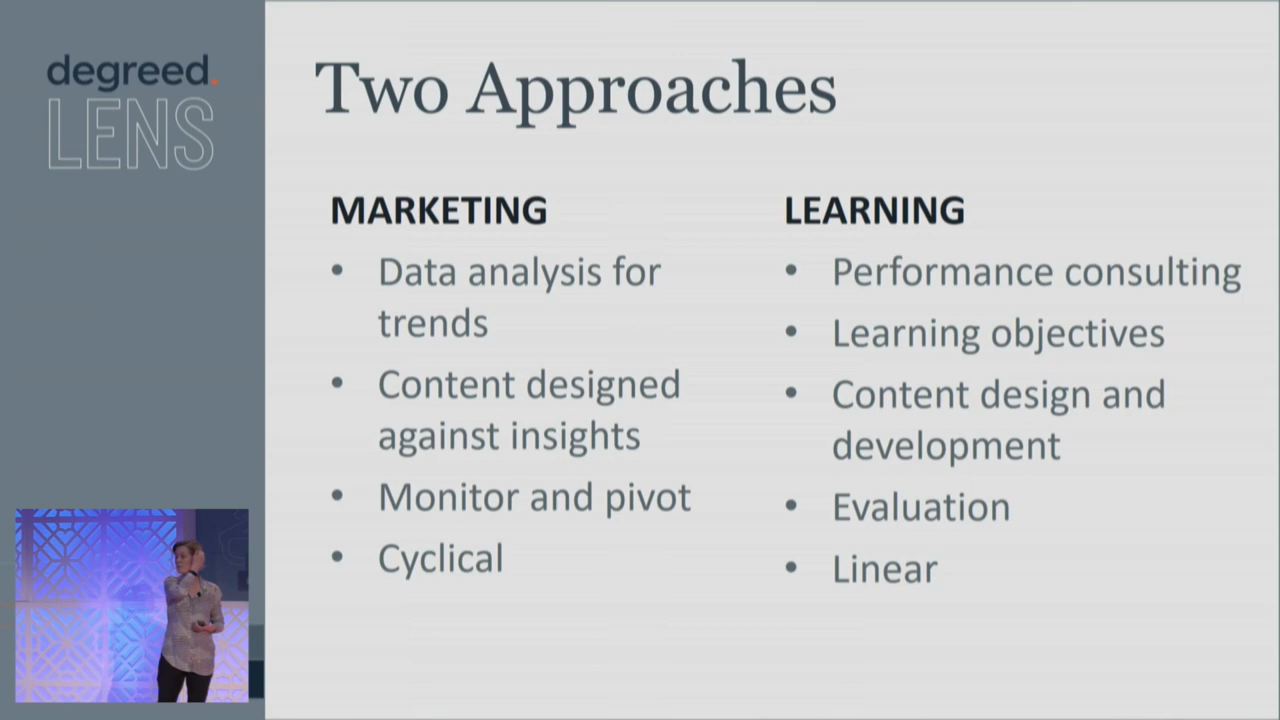 degreed.
LENS
Two Approaches
MARKETING
• Data analysis for
trends
• Content designed
against insights
• Monitor and pivot
• Cyclical
LEARNING
• Performance consulting
• Learning objectives
• Content design and
development
• Evaluation
• Linear